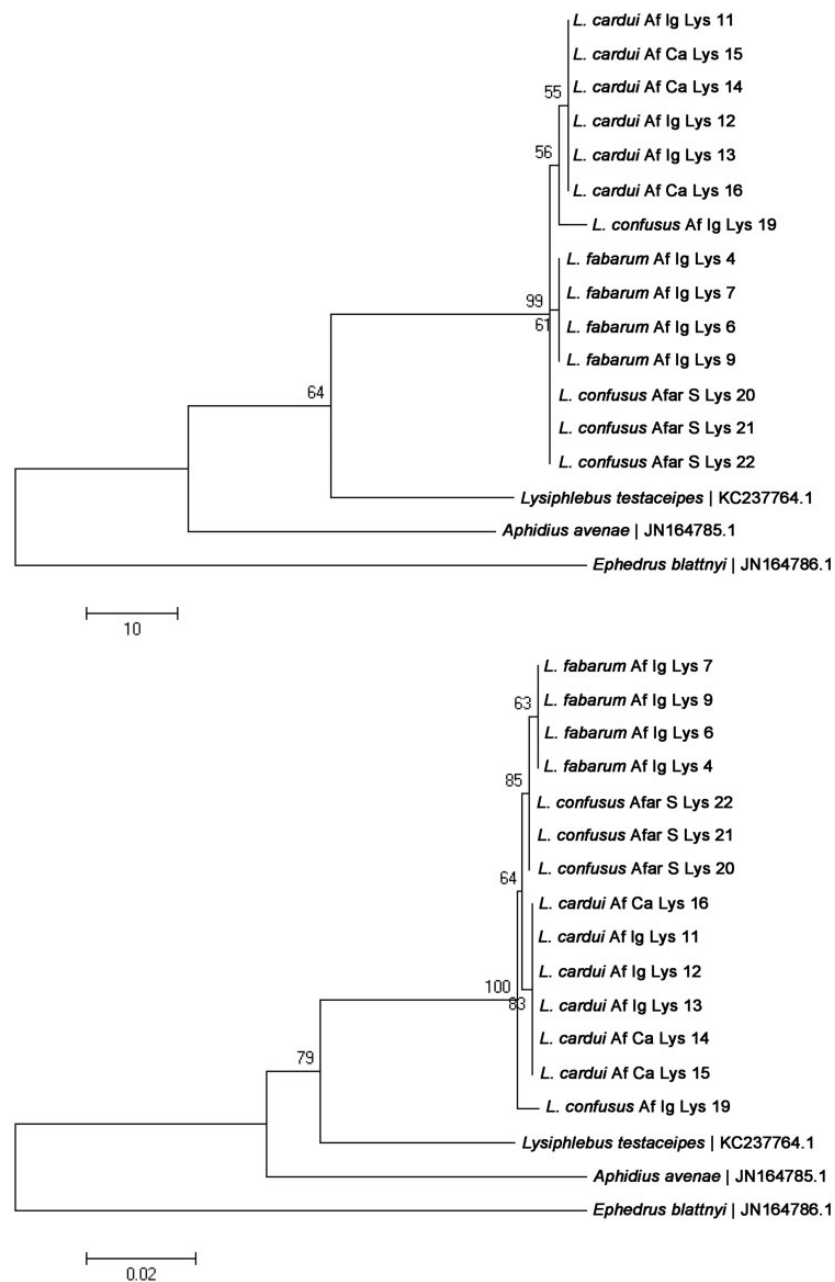 L. cardui Af Ig Lys 11
L. cardui Af Ca Lys 15
L. cardui Af Ca Lys 14
55
L. cardui Af Ig Lys 12
56
L. cardui Af Ig Lys 13
L. cardui Af Ca Lys 16
L. confusus Af Ig Lys 19
L. fabarum Af Ig Lys 4
L. fabarum Af Ig Lys 7
99
61
L. fabarum Af Ig Lys 6
L. fabarum Af Ig Lys 9
64
L. confusus Afar S Lys 20
L. confusus Afar S Lys 21
L. confusus Afar S Lys 22
Lysiphlebus testaceipes | KC237764.1
Aphidius avenae | JN164785.1
Ephedrus blattnyi | JN164786.1
10
L. fabarum Af Ig Lys 7
63
L. fabarum Af Ig Lys 9
L. fabarum Af Ig Lys 6
L. fabarum Af Ig Lys 4
85
L. confusus Afar S Lys 22
L. confusus Afar S Lys 21
L. confusus Afar S Lys 20
64
L. cardui Af Ca Lys 16
L. cardui Af Ig Lys 11
L. cardui Af Ig Lys 12
100
83
L. cardui Af Ig Lys 13
L. cardui Af Ca Lys 14
79
L. cardui Af Ca Lys 15
L. confusus Af Ig Lys 19
Lysiphlebus testaceipes | KC237764.1
Aphidius avenae | JN164785.1
Ephedrus blattnyi | JN164786.1
0.02